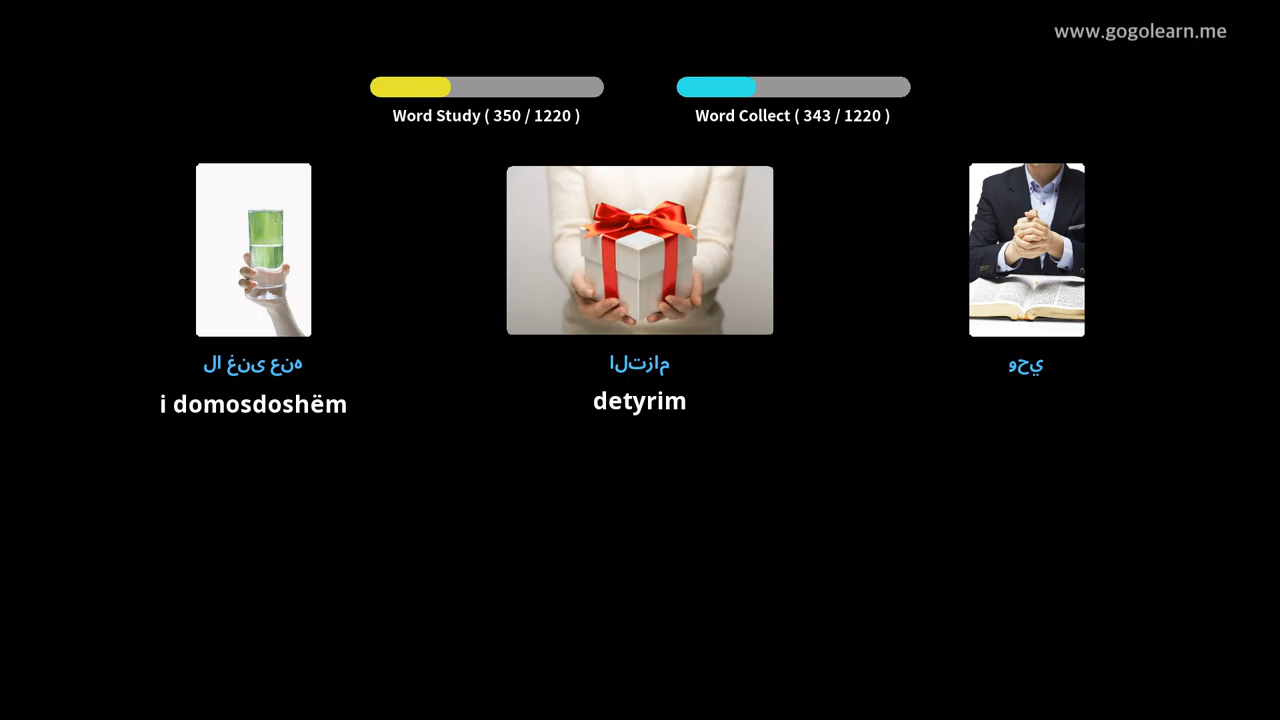 www.gogolearn.me
Word Study ( 350 / 1220 )
Word Collect ( 343 / 1220 )
لا غنى عنه
التزام
وحي
i domosdoshëm
detyrim